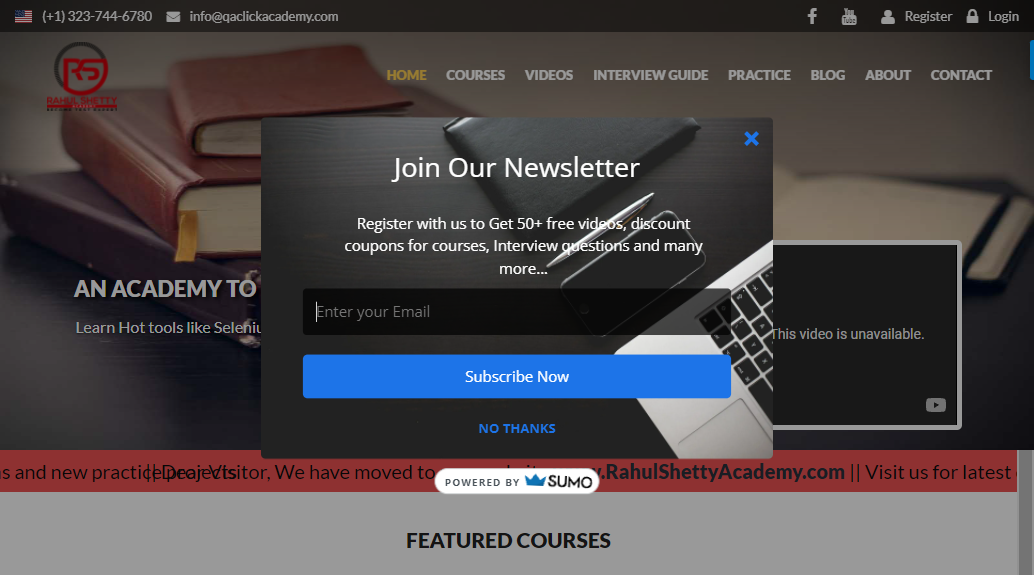 (+1) 323-744-6780 info@qaclickacademy.com Register Login
RS
RAHUL SHETTY
HOME COURSES VIDEOS INTERVIEW GUIDE PRACTICE BLOG ABOUT CONTACT
Join Our Newsletter
Register with us to Get 50+ free videos, discount
coupons for courses, Interview questions and many
more...
Enter your Email
Subscribe Now
NO THANKS
AN ACADEMY TO
Learn Hot tools like Seleniu
This video is unavailable.
s and new practice projects || Dear Visitor, We have moved to .RahulShettyAcademy.com || Visit us for latest
POWERED BY SUMO
FEATURED COURSES